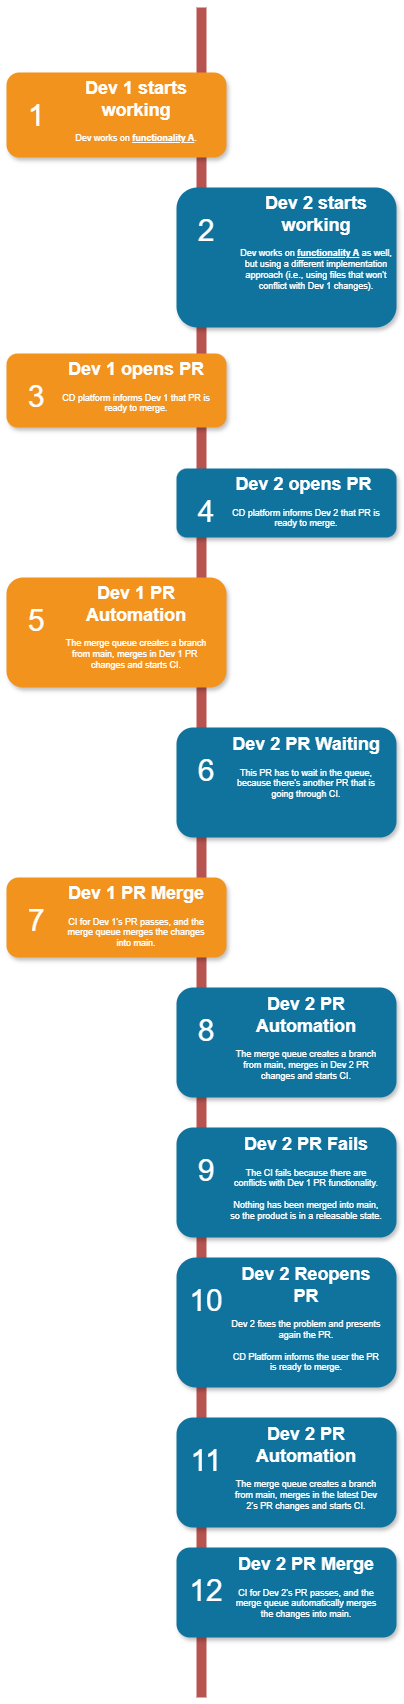 1
Dev 1 starts
working
Dev works on functionality A.
2
Dev 2 starts
working
Dev works on functionality A as well,
but using a different implementation
approach (i.e., using files that won't
conflict with Dev 1 changes).
3
Dev 1 opens PR
CD platform informs Dev 1 that PR is
ready to merge.
4
Dev 2 opens PR
CD platform informs Dev 2 that PR is
ready to merge.
5
Dev 1 PR
Automation
The merge queue creates a branch
from main, merges in Dev 1 PR
changes and starts CI.
6
Dev 2 PR Waiting
This PR has to wait in the queue,
because there's another PR that is
going through CI.
7
Dev 1 PR Merge
CI for Dev 1's PR passes, and the
merge queue merges the changes
into main.
8
Dev 2 PR
Automation
The merge queue creates a branch
from main, merges in Dev 2 PR
changes and starts CI.
9
Dev 2 PR Fails
The CI fails because there are
conflicts with Dev 1 PR functionality.
Nothing has been merged into main,
so the product is in a releasable state.
10
Dev 2 Reopens
PR
Dev 2 fixes the problem and presents
again the PR.
CD Platform informs the user the PR
is ready to merge.
11
Dev 2 PR
Automation
The merge queue creates a branch
from main, merges in the latest Dev
2's PR changes and starts CI.
12
Dev 2 PR Merge
CI for Dev 2's PR passes, and the
merge queue automatically merges
the changes into main.